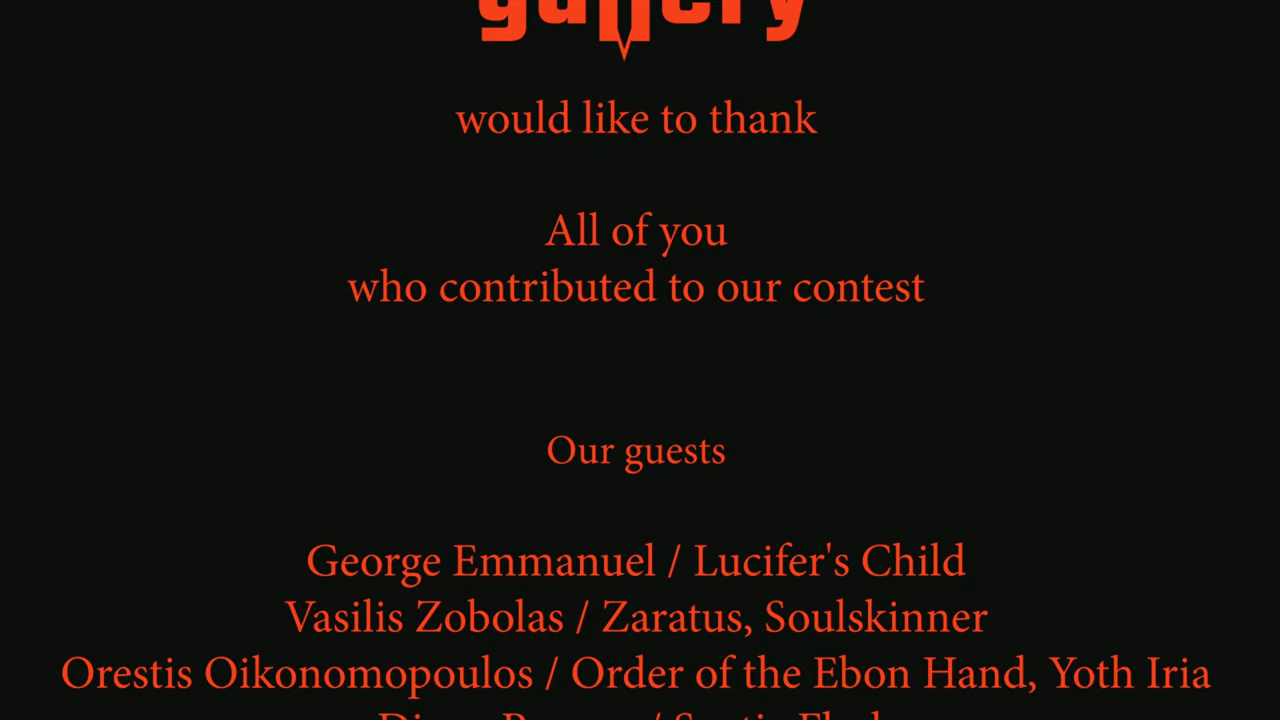 gallery
would like to thank
All of you
who contributed to our contest
Our guests
George Emmanuel / Lucifer's Child
Vasilis Zobolas / Zaratus, Soulskinner
Orestis Oikonomopoulos / Order of the Ebon Hand, Yoth Iria